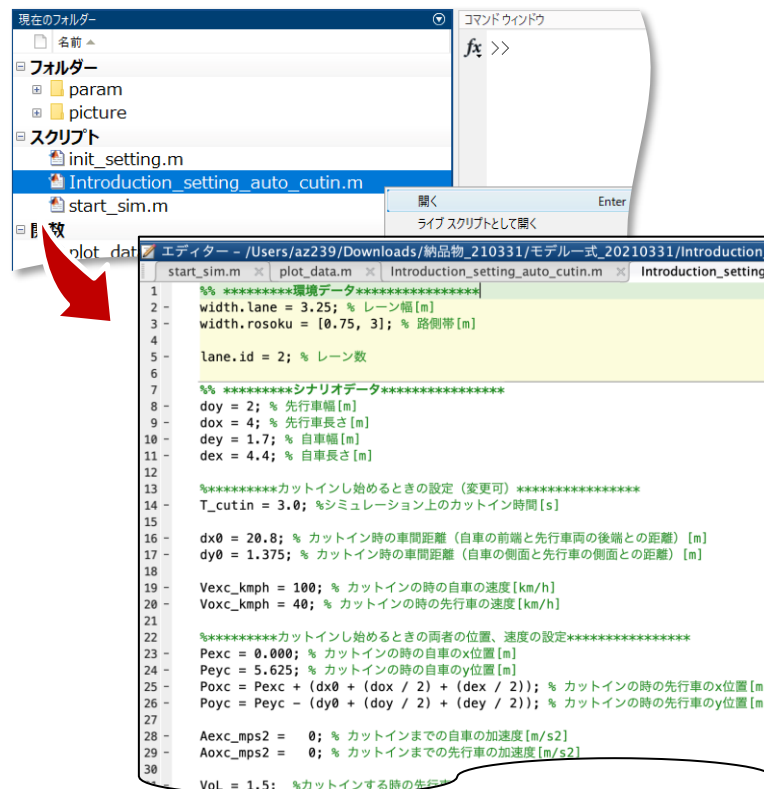 現在のフォルダー
名前
フォルダー
param
picture
スクリプト
init_setting.m
Introduction_setting_auto_cutin.m
start_sim.m
数
plot_dat
コマンド ウィンドウ
fx >>
開く Enter
ライブ スクリプトとして開く
エディター - /Users/az239/Downloads/納品物_210331/モデル一式_20210331/Introduction_
start_sim.m × plot_data.m × Introduction_setting_auto_cutin.m × Introduction_setting
1 %% *********環境データ****************
2 - width.lane = 3.25; % レーン幅[m]
3 - width.rosoku = [0.75, 3]; % 路側帯[m]
4
5 - lane.id = 2; % レーン数
6
7 %% *********シナリオデータ****************
8 - doy = 2; % 先行車幅[m]
9 - dox = 4; % 先行車長さ[m]
10 - dey = 1.7; % 自車幅[m]
11 - dex = 4.4; % 自車長さ[m]
12
13 %*********カットインし始めるときの設定（変更可）****************
14 - T_cutin = 3.0; %シミュレーション上のカットイン時間[s]
15
16 - dx0 = 20.8; % カットイン時の車間距離（自車の前端と先行車両の後端との距離）[m]
17 - dy0 = 1.375; % カットイン時の車間距離（自車の側面と先行車の側面との距離）[m]
18
19 - Vexc_kmph = 100; % カットインの時の自車の速度[km/h]
20 - Voxc_kmph = 40; % カットインの時の先行車の速度[km/h]
21
22 %*********カットインし始めるときの両者の位置、速度の設定****************
23 - Pexc = 0.000; % カットインの時の自車のx位置[m]
24 - Peyc = 5.625; % カットインの時の自車のy位置[m]
25 - Poxc = Pexc + (dx0 + (dox / 2) + (dex / 2)); % カットインの時の先行車のx位置[m
26 - Poyc = Peyc - (dy0 + (doy / 2) + (dey / 2)); % カットインの時の先行車のy位置[m
27
28 - Aexc_mps2 = 0; % カットインまでの自車の加速度[m/s2]
29 - Aoxc_mps2 = 0; % カットインまでの先行車の加速度[m/s2]
30
VoL = 1.5; %カットインする時の先行